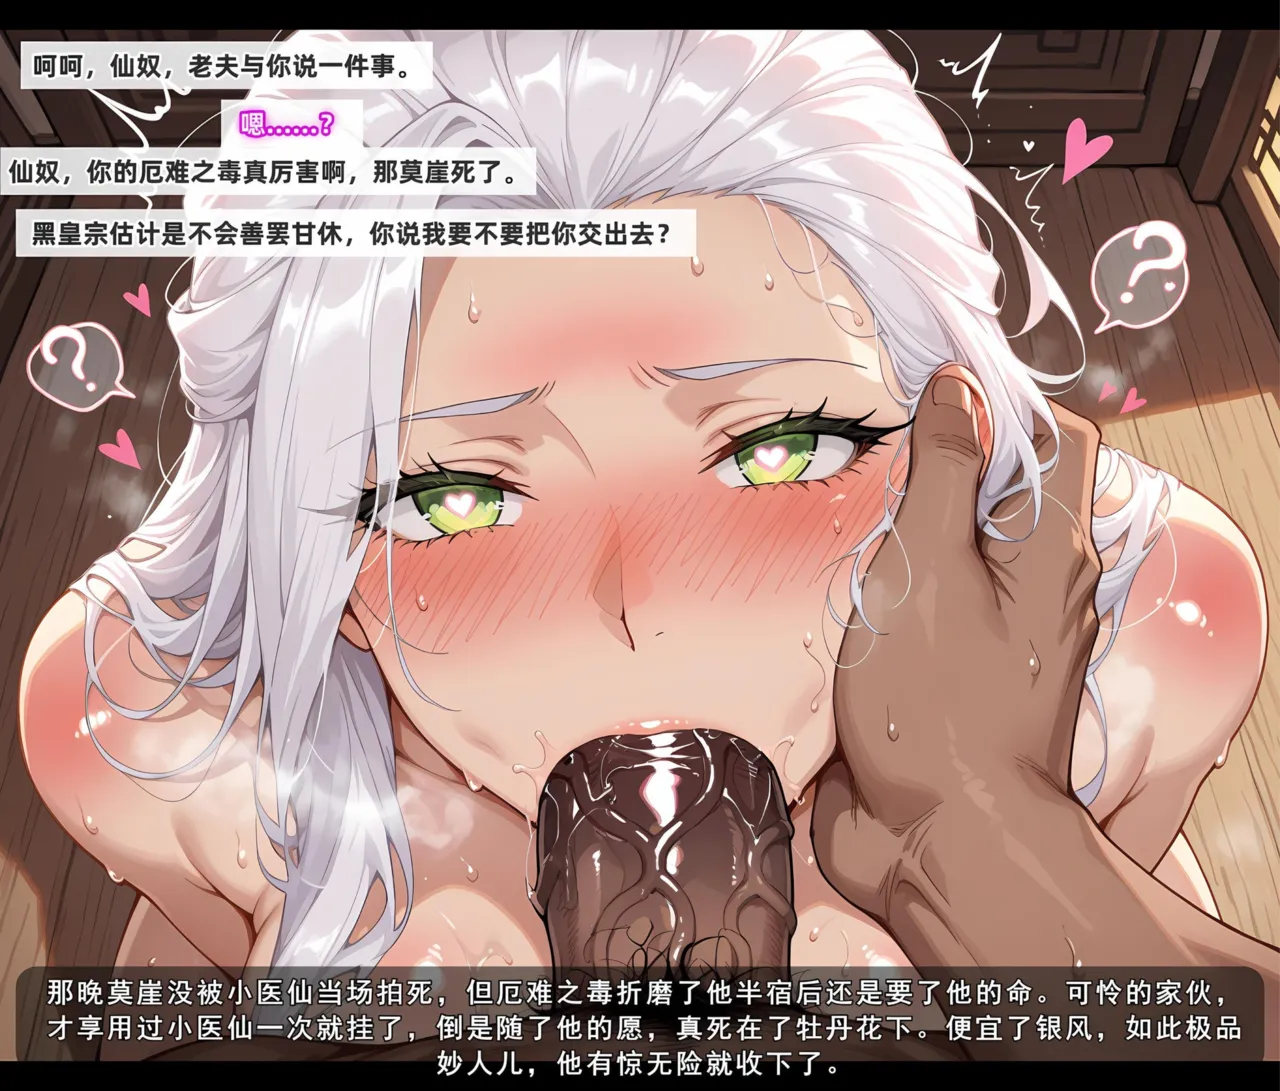 呵呵，仙奴，老夫与你说一件事。
嗯……？
仙奴，你的厄难之毒真厉害啊，那莫崖死了。
黑皇宗估计是不会善罢甘休，你说我要不要把你交出去？
?
?
那晚莫崖没被小医仙当场拍死，但厄难之毒折磨了他半宿后还是要了他的命。可怜的家伙，
才享用过小医仙一次就挂了，倒是随了他的愿，真死在了牡丹花下。便宜了银风，如此极品
妙人儿，他有惊无险就收下了。